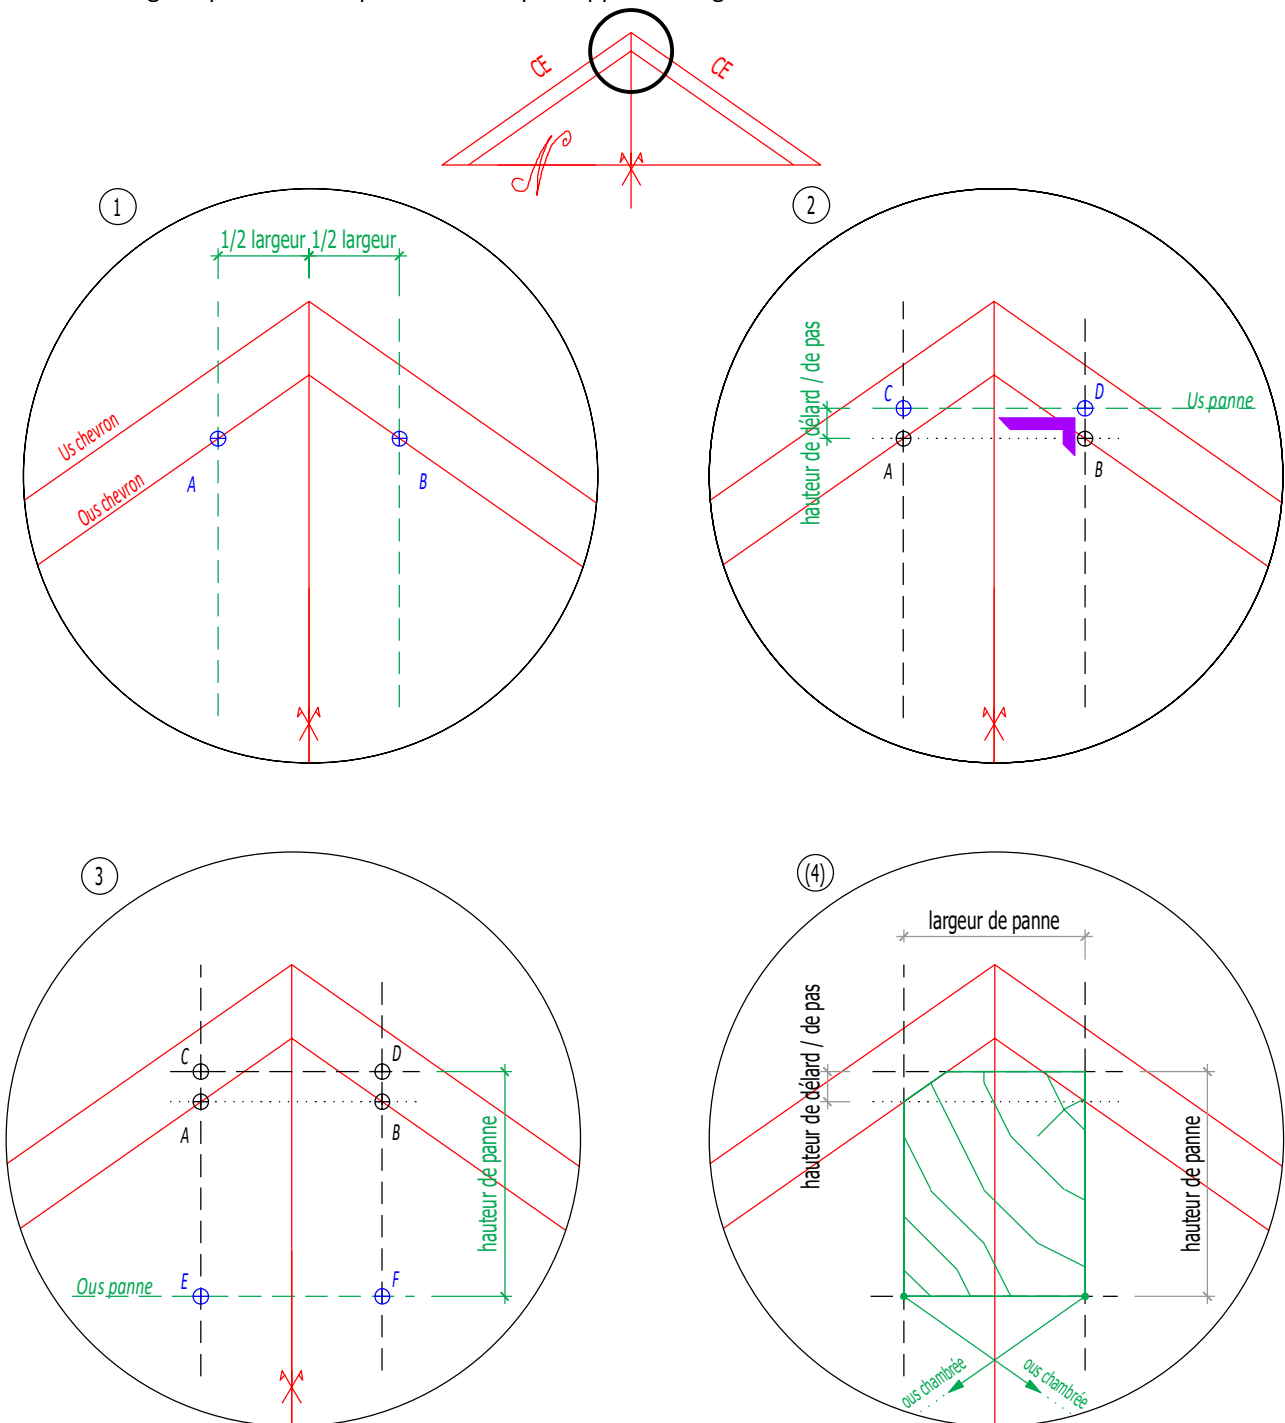 CE
CE
1
1/2 largeur 1/2 largeur
Us chevron
Ous chevron
A
B
2
hauteur de délard / de pas
C
D
Us panne
A
B
3
C
D
A
B
hauteur de panne
Ous panne
E
F
(4)
largeur de panne
hauteur de délard / de pas
hauteur de panne
ous chambrée
ous chambrée